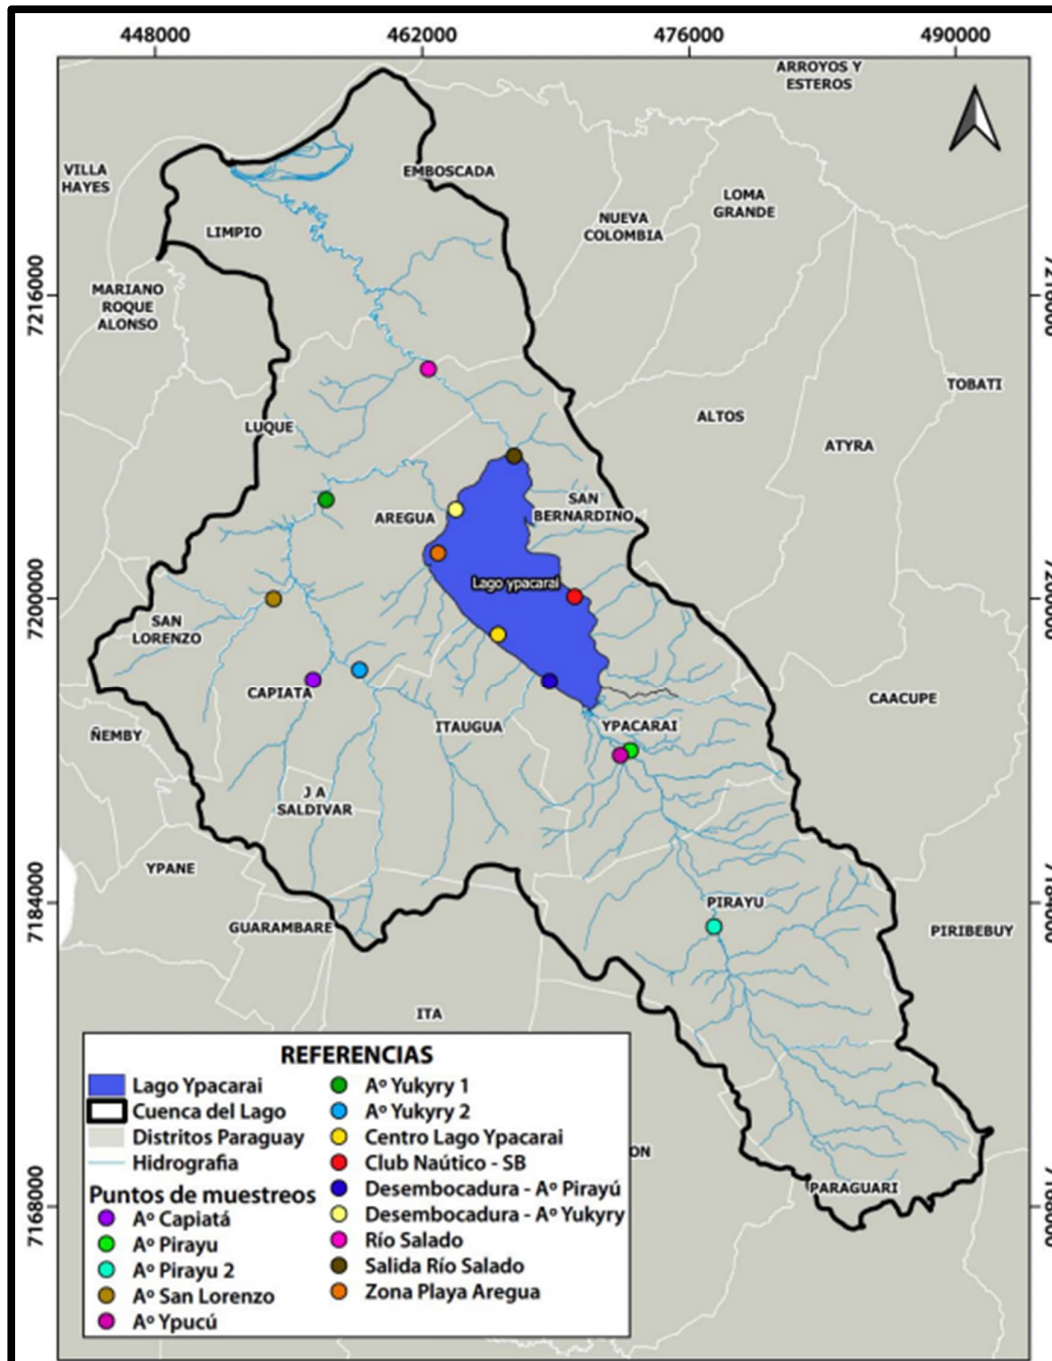 448000 462000 476000 490000
ARROYOS Y
ESTEROS
VILLA
HAYES
EMBOSCADA
LOMA
GRANDE
NUEVA
COLOMBIA
LIMPIO
MARIANO
ROQUE
ALONSO
7216000
TOBATI
ALTOS
LUQUE
ATYRA
SAN
BERNARDINO
AREGUA
Lago ypacarai
7200000 7200000
SAN
LORENZO
CAPIATA
CAACUPE
ITAUGUA
YPACARAI
ÑEMBY
J A
SALDIVAR
YPANE
7184000
PIRAYU
GUARAMBARE
PIRIBEBUY
ITA
ON
PARAGUARI
7168000
REFERENCIAS
Lago Ypacarai
Cuenca del Lago
Distritos Paraguay
Hidrografia
Puntos de muestreos
Aº Capiatá
Aº Pirayu
Aº Pirayu 2
Aº San Lorenzo
Aº Ypucú
Aº Yukyry 1
Aº Yukyry 2
Centro Lago Ypacarai
Club Naútico - SB
Desembocadura - Aº Pirayú
Desembocadura - Aº Yukyry
Río Salado
Salida Río Salado
Zona Playa Aregua